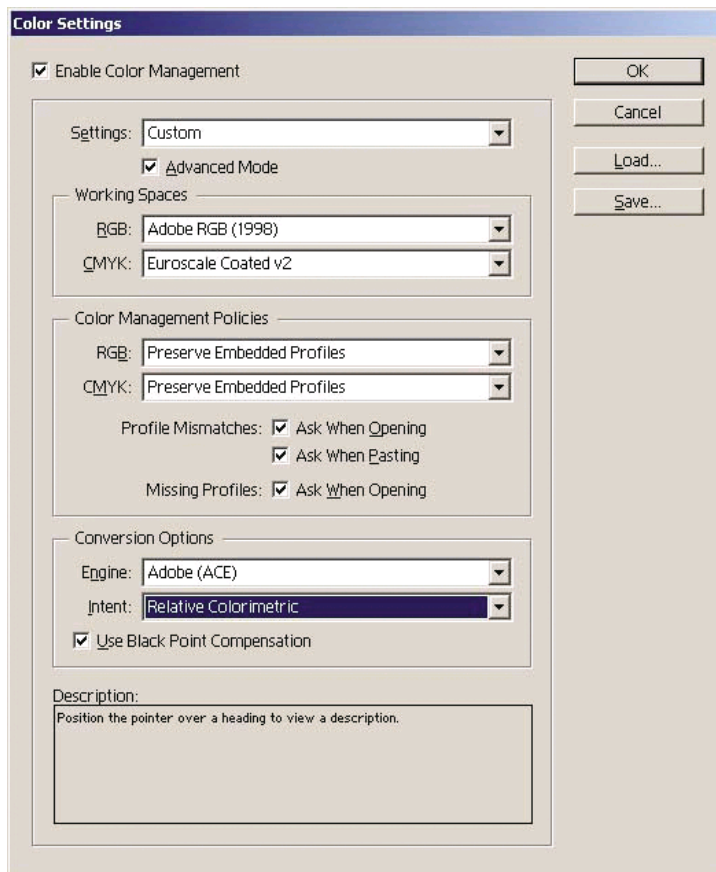 Color Settings
Enable Color Management
OK
Cancel
Settings: Custom
Load...
Advanced Mode
Save...
Working Spaces
RGB: Adobe RGB (1998)
CMYK: Euroscale Coated v2
Color Management Policies
RGB: Preserve Embedded Profiles
CMYK: Preserve Embedded Profiles
Profile Mismatches: Ask When Opening
Ask When Pasting
Missing Profiles: Ask When Opening
Conversion Options
Engine: Adobe (ACE)
Intent: Relative Colorimetric
Use Black Point Compensation
Description:
Position the pointer over a heading to view a description.